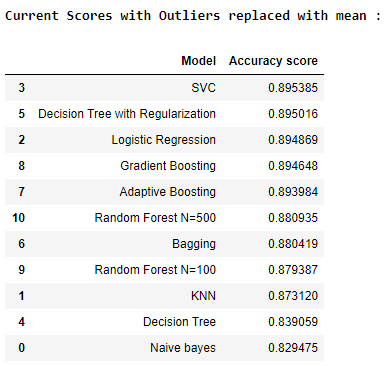 Current Scores with Outliers replaced with mean :
Model Accuracy score
3 SVC 0.895385
5 Decision Tree with Regularization 0.895016
2 Logistic Regression 0.894869
8 Gradient Boosting 0.894648
7 Adaptive Boosting 0.893984
10 Random Forest N=500 0.880935
6 Bagging 0.880419
9 Random Forest N=100 0.879387
1 KNN 0.873120
4 Decision Tree 0.839059
0 Naive bayes 0.829475